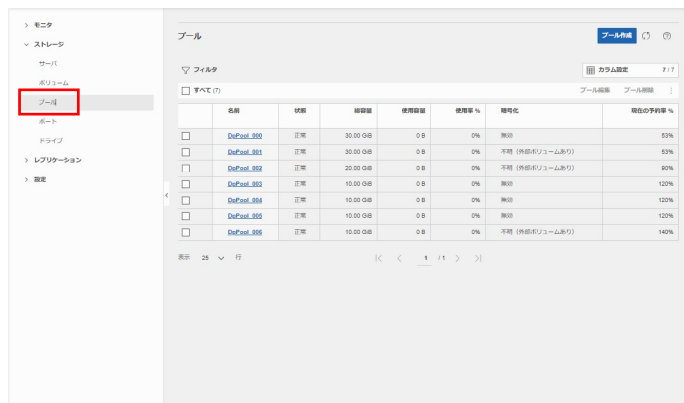 モニタ
ストレージ
サーバ
ボリューム
プール
ポート
ドライブ
レプリケーション
設定
プール
プール作成
フィルタ
カラム設定 7 / 7
すべて (7) プール編集 プール削除
名前 状態 総容量 使用容量 使用率 % 暗号化 現在の予約率 %
DpPool_000 正常 30.00 GiB 0 B 0% 無効 53%
DpPool_001 正常 30.00 GiB 0 B 0% 不明（外部ボリュームあり） 53%
DpPool_002 正常 20.00 GiB 0 B 0% 不明（外部ボリュームあり） 90%
DpPool_003 正常 10.00 GiB 0 B 0% 無効 120%
DpPool_004 正常 10.00 GiB 0 B 0% 無効 120%
DpPool_005 正常 10.00 GiB 0 B 0% 無効 120%
DpPool_006 正常 10.00 GiB 0 B 0% 不明（外部ボリュームあり） 140%
表示 25 行 1 / 1